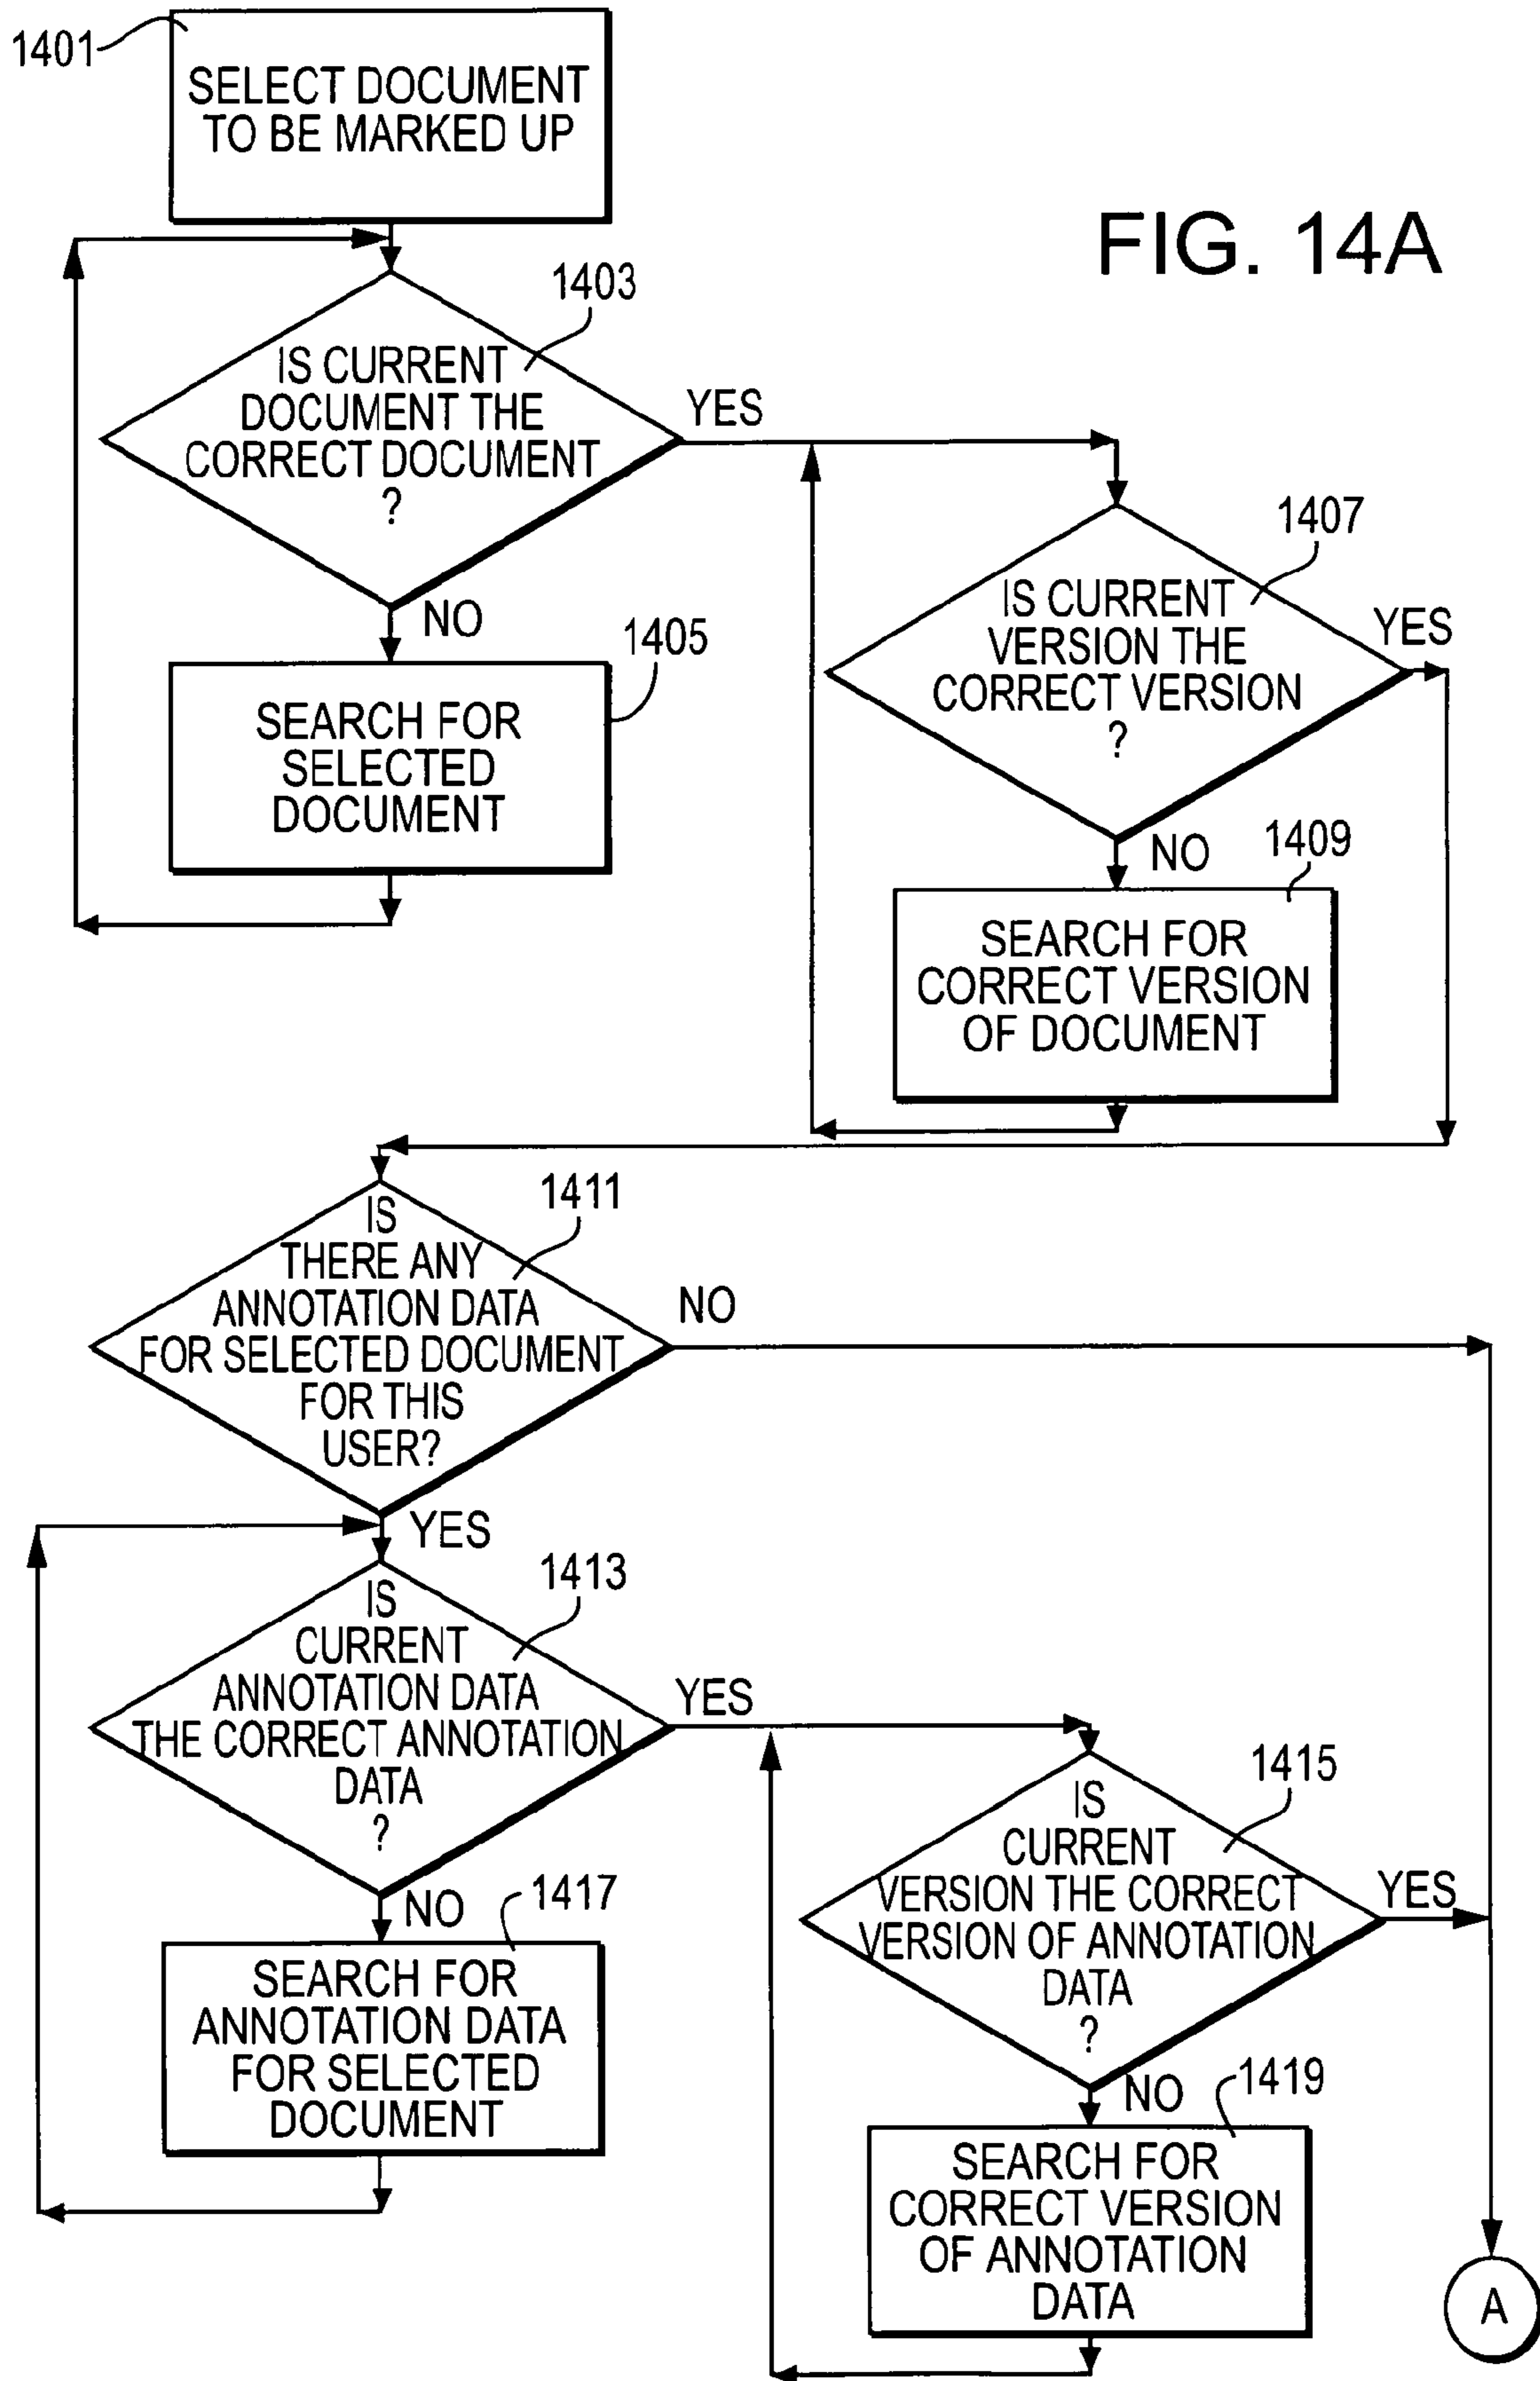 1401
SELECT DOCUMENT
TO BE MARKED UP
FIG. 14A
1403
IS CURRENT
DOCUMENT THE
CORRECT DOCUMENT
?
YES
NO
1405
SEARCH FOR
SELECTED
DOCUMENT
1407
IS CURRENT
VERSION THE
CORRECT VERSION
?
YES
NO
1409
SEARCH FOR
CORRECT VERSION
OF DOCUMENT
1411
IS
THERE ANY
ANNOTATION DATA
FOR SELECTED DOCUMENT
FOR THIS
USER?
NO
YES
1413
IS
CURRENT
ANNOTATION DATA
THE CORRECT ANNOTATION
DATA
?
YES
NO
1417
SEARCH FOR
ANNOTATION DATA
FOR SELECTED
DOCUMENT
1415
IS
CURRENT
VERSION THE CORRECT
VERSION OF ANNOTATION
DATA
?
YES
NO
1419
SEARCH FOR
CORRECT VERSION
OF ANNOTATION
DATA
A